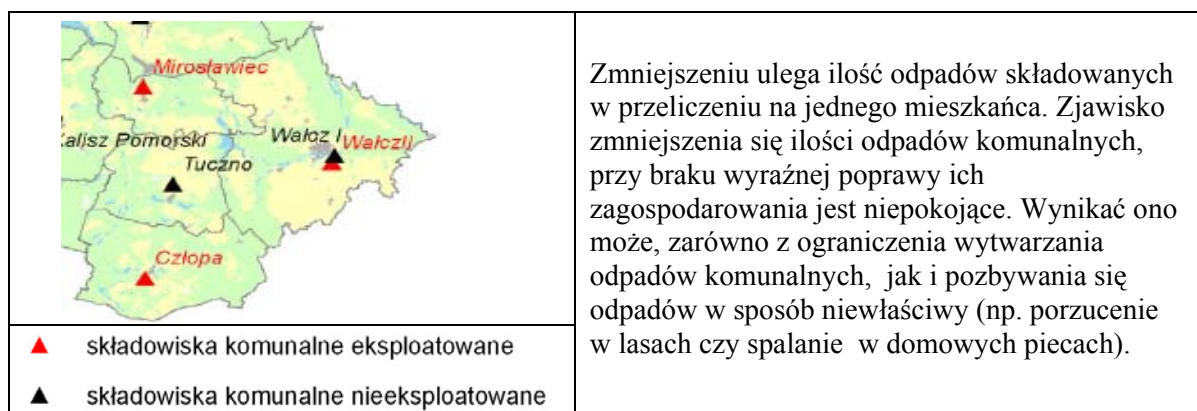 Mirosławiec
Kalisz Pomorski
Tuczno
Wałcz I
WałczII
Człopa
składowiska komunalne eksploatowane
składowiska komunalne nieeksploatowane
Zmniejszeniu ulega ilość odpadów składowanych
w przeliczeniu na jednego mieszkańca. Zjawisko
zmniejszenia się ilości odpadów komunalnych,
przy braku wyraźnej poprawy ich
zagospodarowania jest niepokojące. Wynikać ono
może, zarówno z ograniczenia wytwarzania
odpadów komunalnych, jak i pozbywania się
odpadów w sposób niewłaściwy (np. porzucenie
w lasach czy spalanie w domowych piecach).